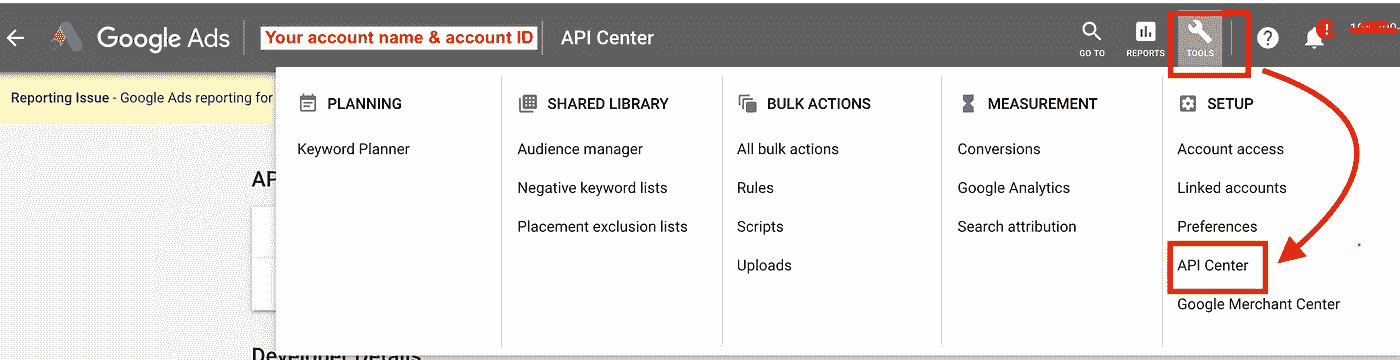 Google Ads
Your account name & account ID
API Center
GO TO
REPORTS
TOOLS
Reporting Issue - Google Ads reporting for
PLANNING
Keyword Planner
SHARED LIBRARY
Audience manager
Negative keyword lists
Placement exclusion lists
BULK ACTIONS
All bulk actions
Rules
Scripts
Uploads
MEASUREMENT
Conversions
Google Analytics
Search attribution
SETUP
Account access
Linked accounts
Preferences
API Center
Google Merchant Center
AP
Developer Details